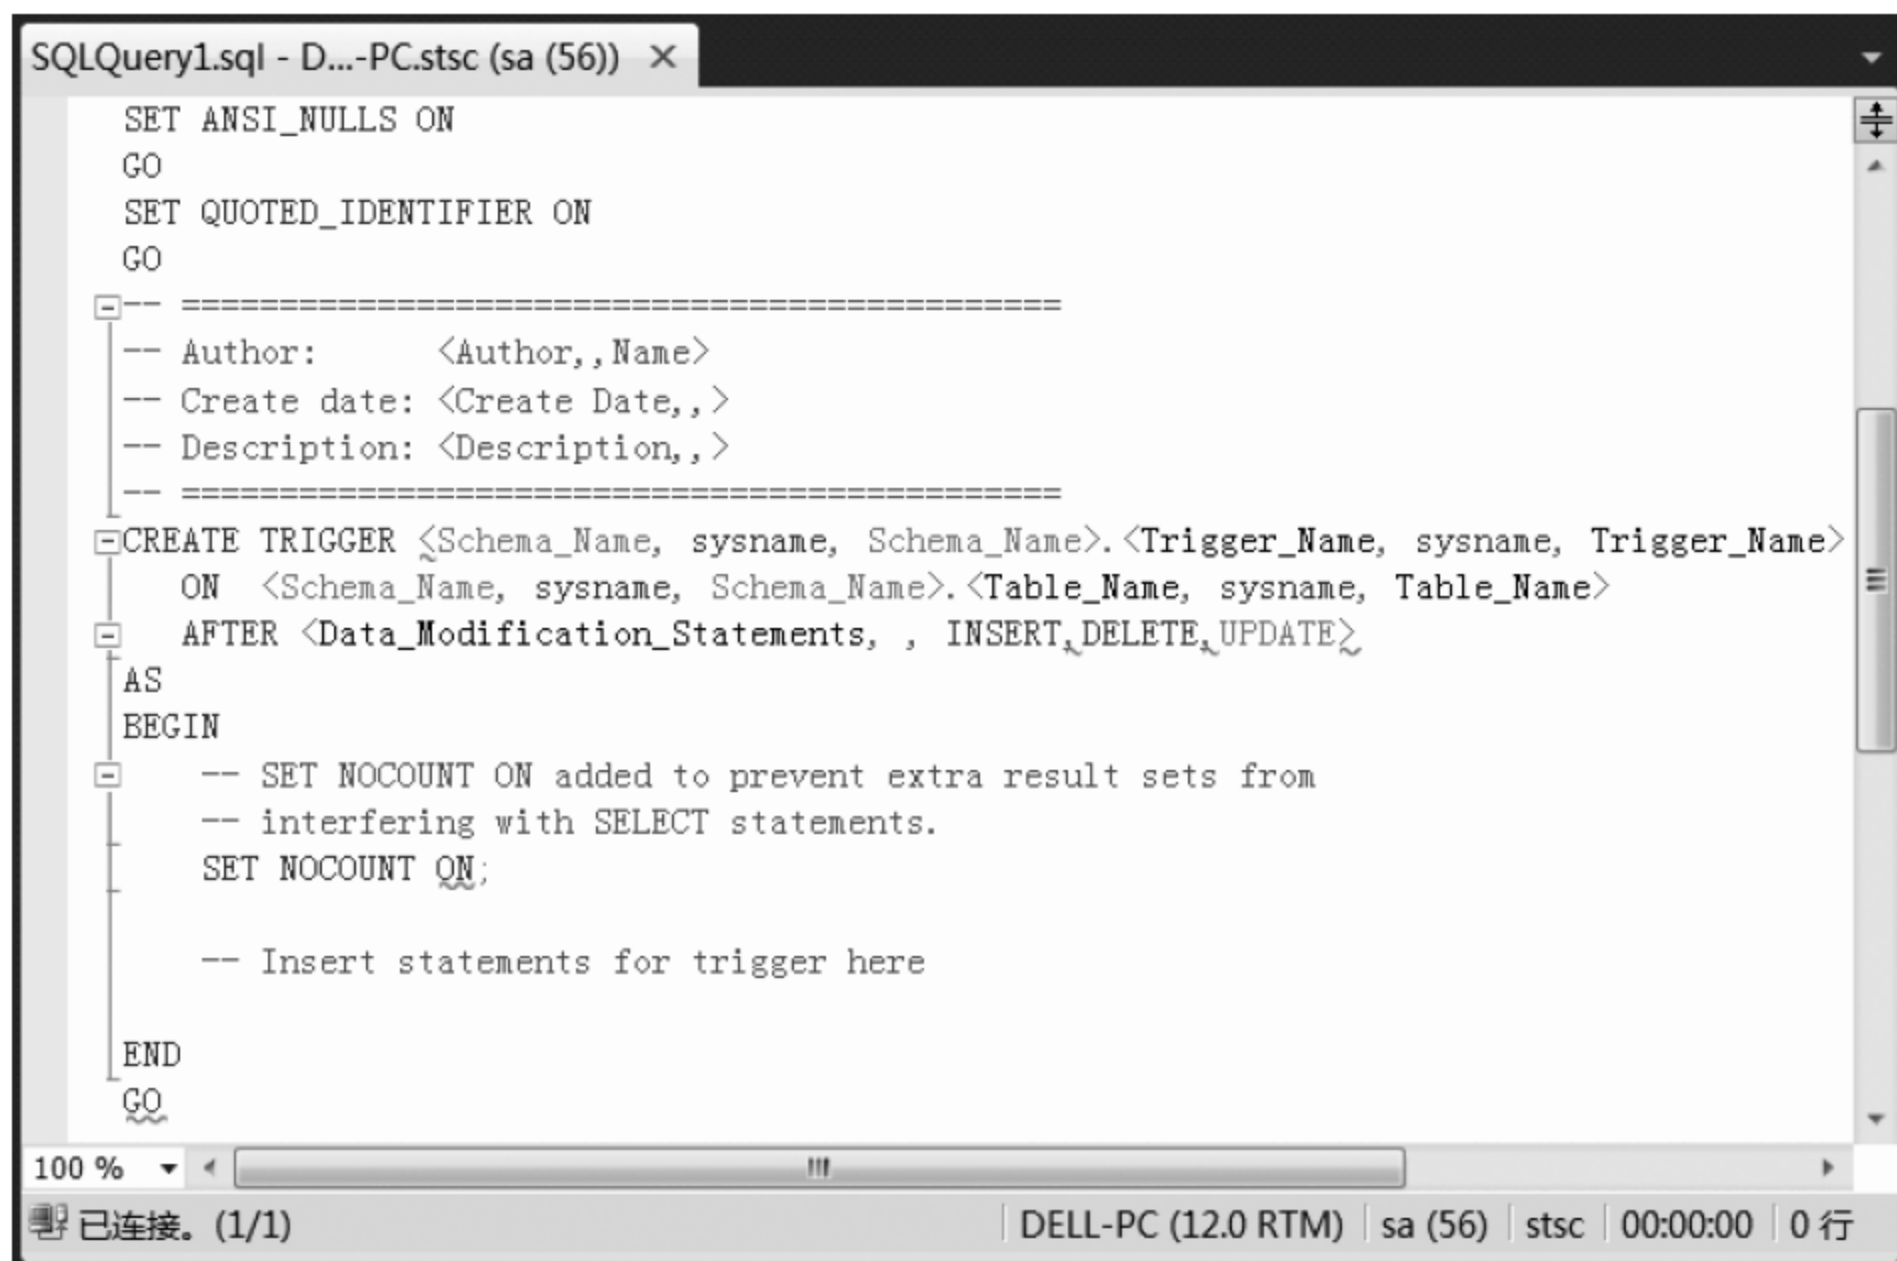 SQLQuery1.sql - D...-PC.stsc (sa (56))
SET ANSI_NULLS ON
GO
SET QUOTED_IDENTIFIER ON
GO
-- =============================================
-- Author:      <Author,,Name>
-- Create date: <Create Date,,>
-- Description: <Description,,>
-- =============================================
CREATE TRIGGER <Schema_Name, sysname, Schema_Name>.<Trigger_Name, sysname, Trigger_Name>
   ON  <Schema_Name, sysname, Schema_Name>.<Table_Name, sysname, Table_Name>
   AFTER <Data_Modification_Statements, , INSERT,DELETE,UPDATE>
AS
BEGIN
    -- SET NOCOUNT ON added to prevent extra result sets from
    -- interfering with SELECT statements.
    SET NOCOUNT ON;
    -- Insert statements for trigger here
END
GO
100 %
已连接。(1/1) DELL-PC (12.0 RTM) sa (56) stsc 00:00:00 0 行